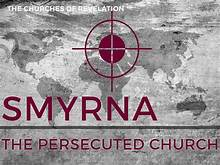 THE CHURCHES OF REVELATION
SMYRNA
THE PERSECUTED CHURCH